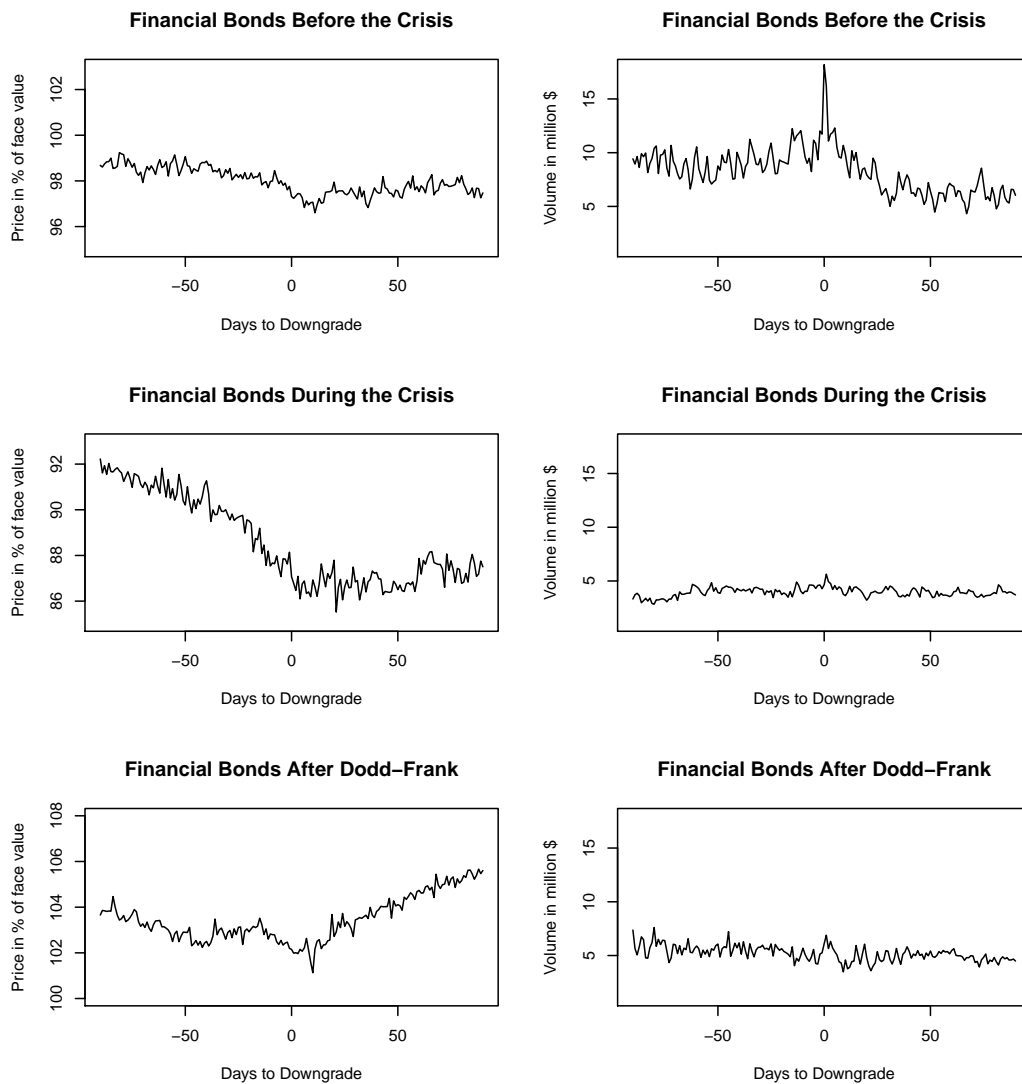 Financial Bonds Before the Crisis
Price in % of face value
96 98 100 102
−50 0 50
Days to Downgrade
Financial Bonds Before the Crisis
Volume in million $
5 10 15
−50 0 50
Days to Downgrade
Financial Bonds During the Crisis
Price in % of face value
86 88 90 92
−50 0 50
Days to Downgrade
Financial Bonds During the Crisis
Volume in million $
5 10 15
−50 0 50
Days to Downgrade
Financial Bonds After Dodd−Frank
Price in % of face value
100 102 104 106 108
−50 0 50
Days to Downgrade
Financial Bonds After Dodd−Frank
Volume in million $
5 10 15
−50 0 50
Days to Downgrade